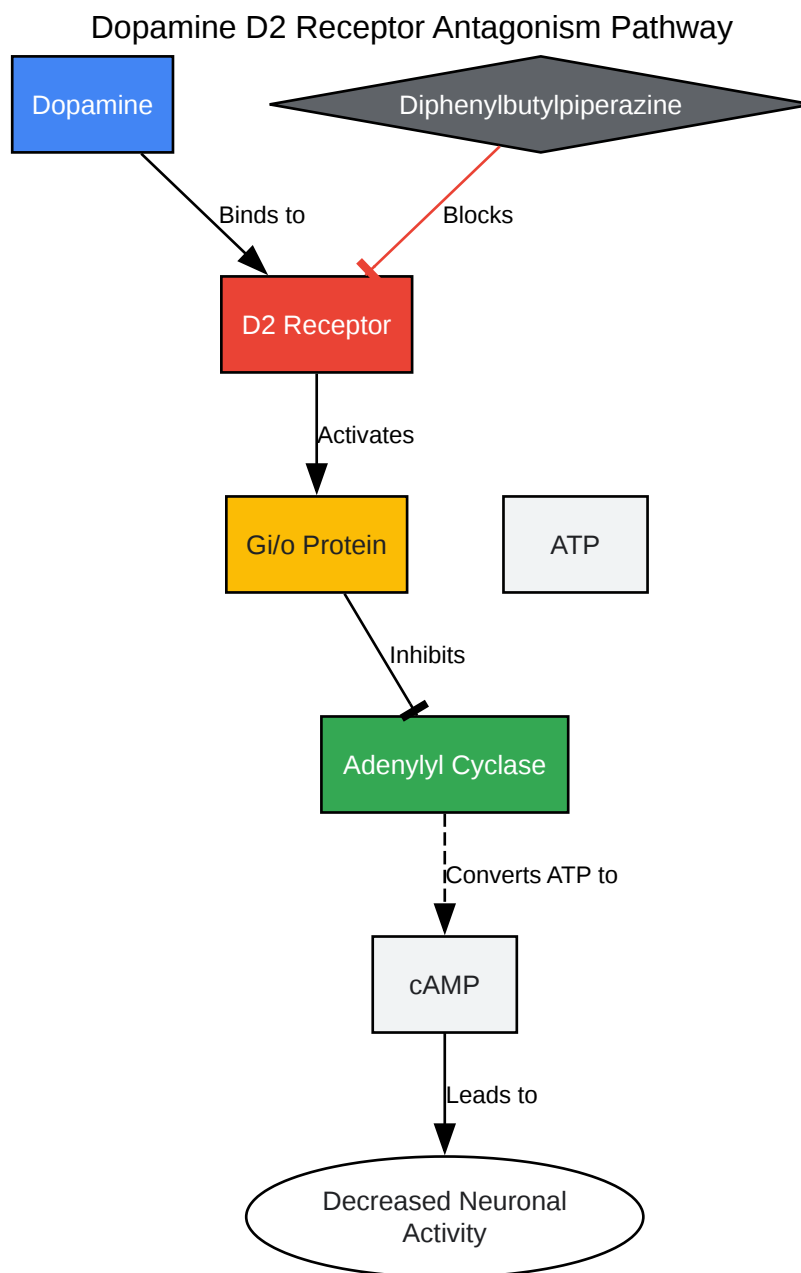 Dopamine D2 Receptor Antagonism Pathway
Dopamine
Diphenylbutylpiperazine
Binds to
Blocks
D2 Receptor
Activates
Gi/o Protein
ATP
Inhibits
Adenylyl Cyclase
Converts ATP to
cAMP
Leads to
Decreased Neuronal
Activity